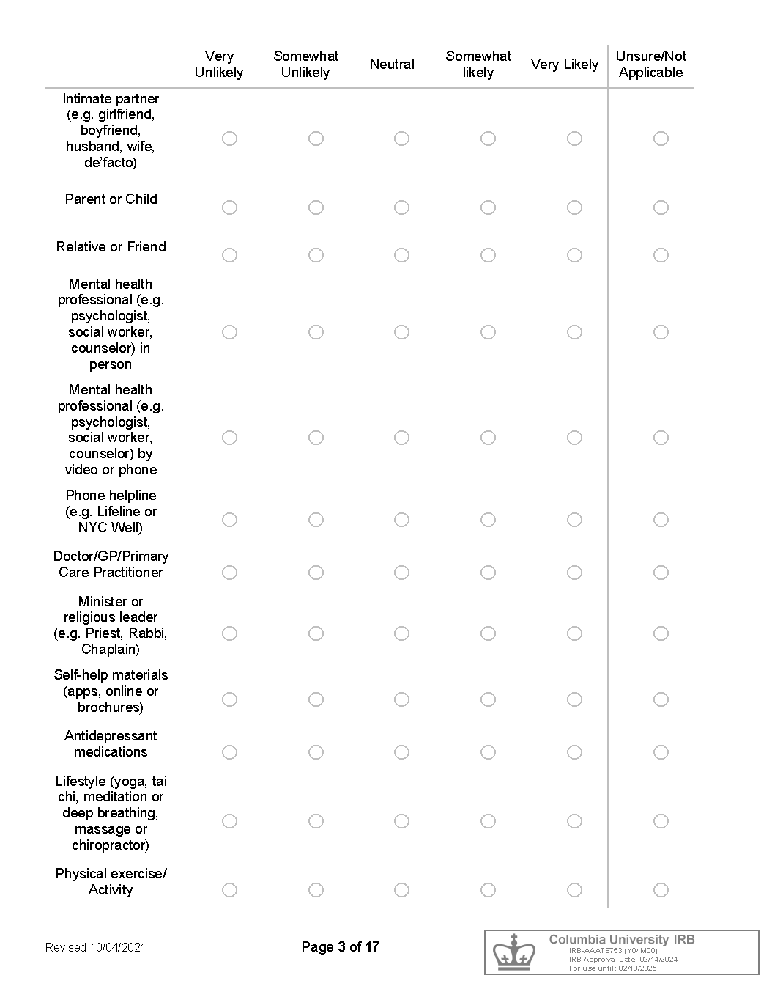 Very Unlikely
Somewhat Unlikely
Neutral
Somewhat likely
Very Likely
Unsure/Not Applicable
Intimate partner
(e.g. girlfriend,
boyfriend,
husband, wife,
de’facto)
Parent or Child
Relative or Friend
Mental health
professional (e.g.
psychologist,
social worker,
counselor) in
person
Mental health
professional (e.g.
psychologist,
social worker,
counselor) by
video or phone
Phone helpline
(e.g. Lifeline or
NYC Well)
Doctor/GP/Primary
Care Practitioner
Minister or
religious leader
(e.g. Priest, Rabbi,
Chaplain)
Self-help materials
(apps, online or
brochures)
Antidepressant
medications
Lifestyle (yoga, tai
chi, meditation or
deep breathing,
massage or
chiropractor)
Physical exercise/
Activity
Revised 10/04/2021
Page 3 of 17
Columbia University IRB
IRB-AAAT6753 (Y04M00)
IRB Approval Date: 02/14/2024
For use until: 02/13/2025